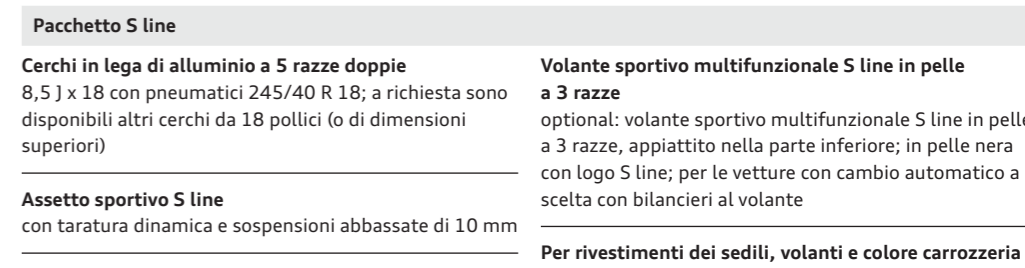 Pacchetto S line
Cerchi in lega di alluminio a 5 razze doppie
8,5 J x 18 con pneumatici 245/40 R 18; a richiesta sono
disponibili altri cerchi da 18 pollici (o di dimensioni
superiori)
Assetto sportivo S line
con taratura dinamica e sospensioni abbassate di 10 mm
Volante sportivo multifunzionale S line in pelle
a 3 razze
optional: volante sportivo multifunzionale S line in pelle
a 3 razze, appiattito nella parte inferiore; in pelle nera
con logo S line; per le vetture con cambio automatico a
scelta con bilancieri al volante
Per rivestimenti dei sedili, volanti e colore carrozzeria